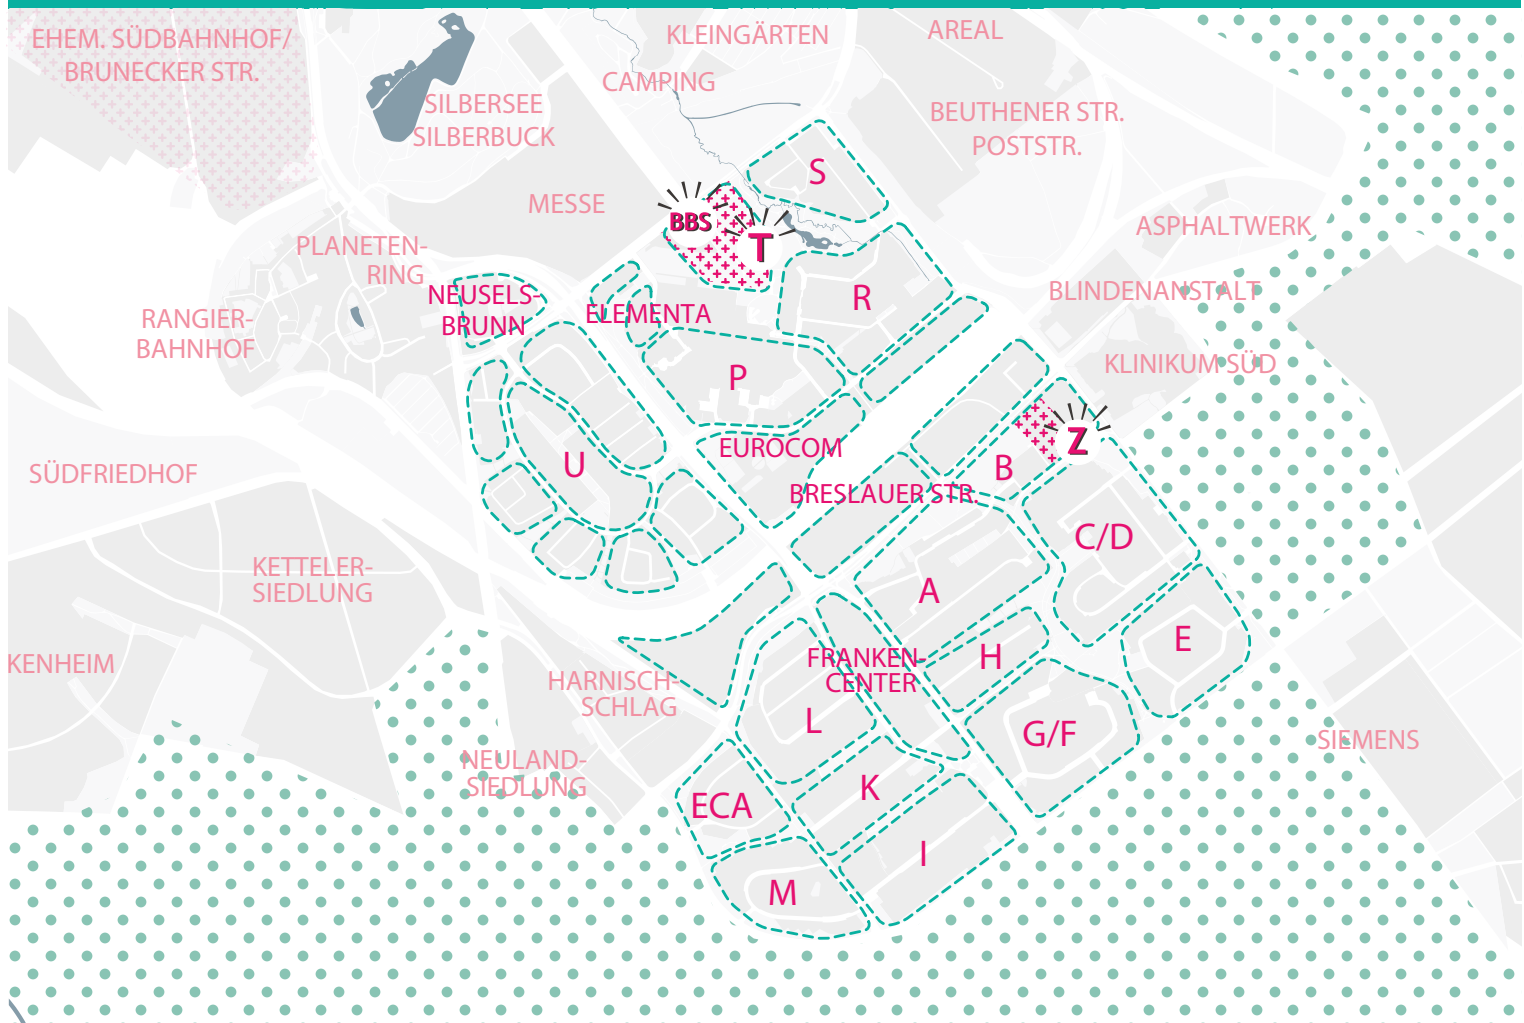 EHEM. SÜDBAHNHOF/
BRUNECKER STR.
KLEINGÄRTEN
AREAL
CAMPING
SILBERSEE
SILBERBUCK
BEUTHENER STR.
POSTSTR.
S
MESSE
BBS
T
ASPHALTWERK
PLANETEN-
RING
NEUSELS-
BRUNN
ELEMENTA
R
BLINDENANSTALT
RANGIER-
BAHNHOF
P
KLINIKUM SÜD
EUROCOM
Z
U
B
SÜDFRIEDHOF
BRESLAUER STR.
C/D
KETTELER-
SIEDLUNG
A
E
KENHEIM
FRANKEN-
CENTER
H
HARNISCH-
SCHLAG
L
G/F
SIEMENS
NEULAND-
SIEDLUNG
ECA
K
I
M